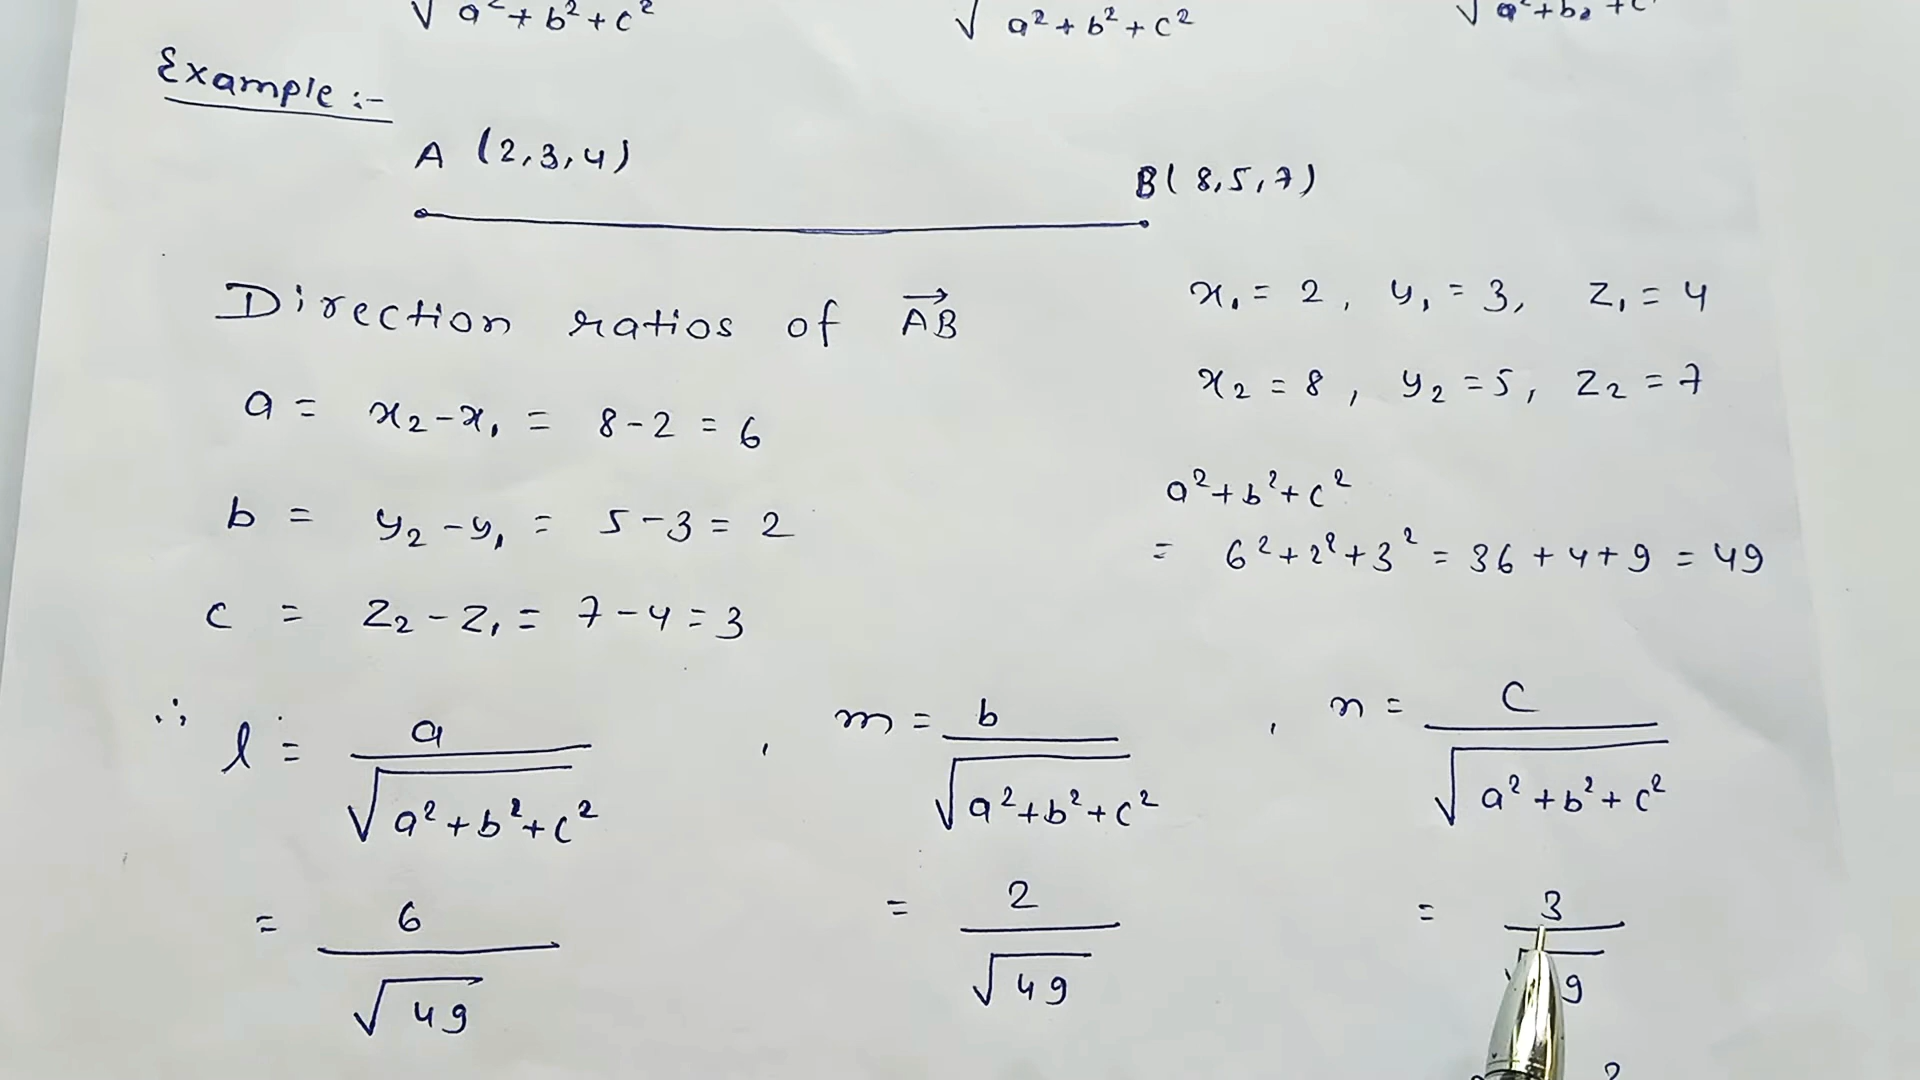 √a²+b²+c² √a²+b²+c² √a²+b₂+c
Example :-
A (2,3,4) B( 8,5,7)
Direction ratios of →AB
x₁ = 2, y₁ = 3, z₁ = 4
a = x₂-x₁ = 8-2 = 6
x₂ = 8, y₂ = 5, z₂ = 7
b = y₂-y₁ = 5-3 = 2
a²+b²+c²
= 6²+2²+3² = 36+4+9 = 49
c = z₂-z₁ = 7-4 = 3
∴ l = a/√a²+b²+c² , m = b/√a²+b²+c² , n = c/√a²+b²+c²
= 6/√49 = 2/√49 = 3/√ 9